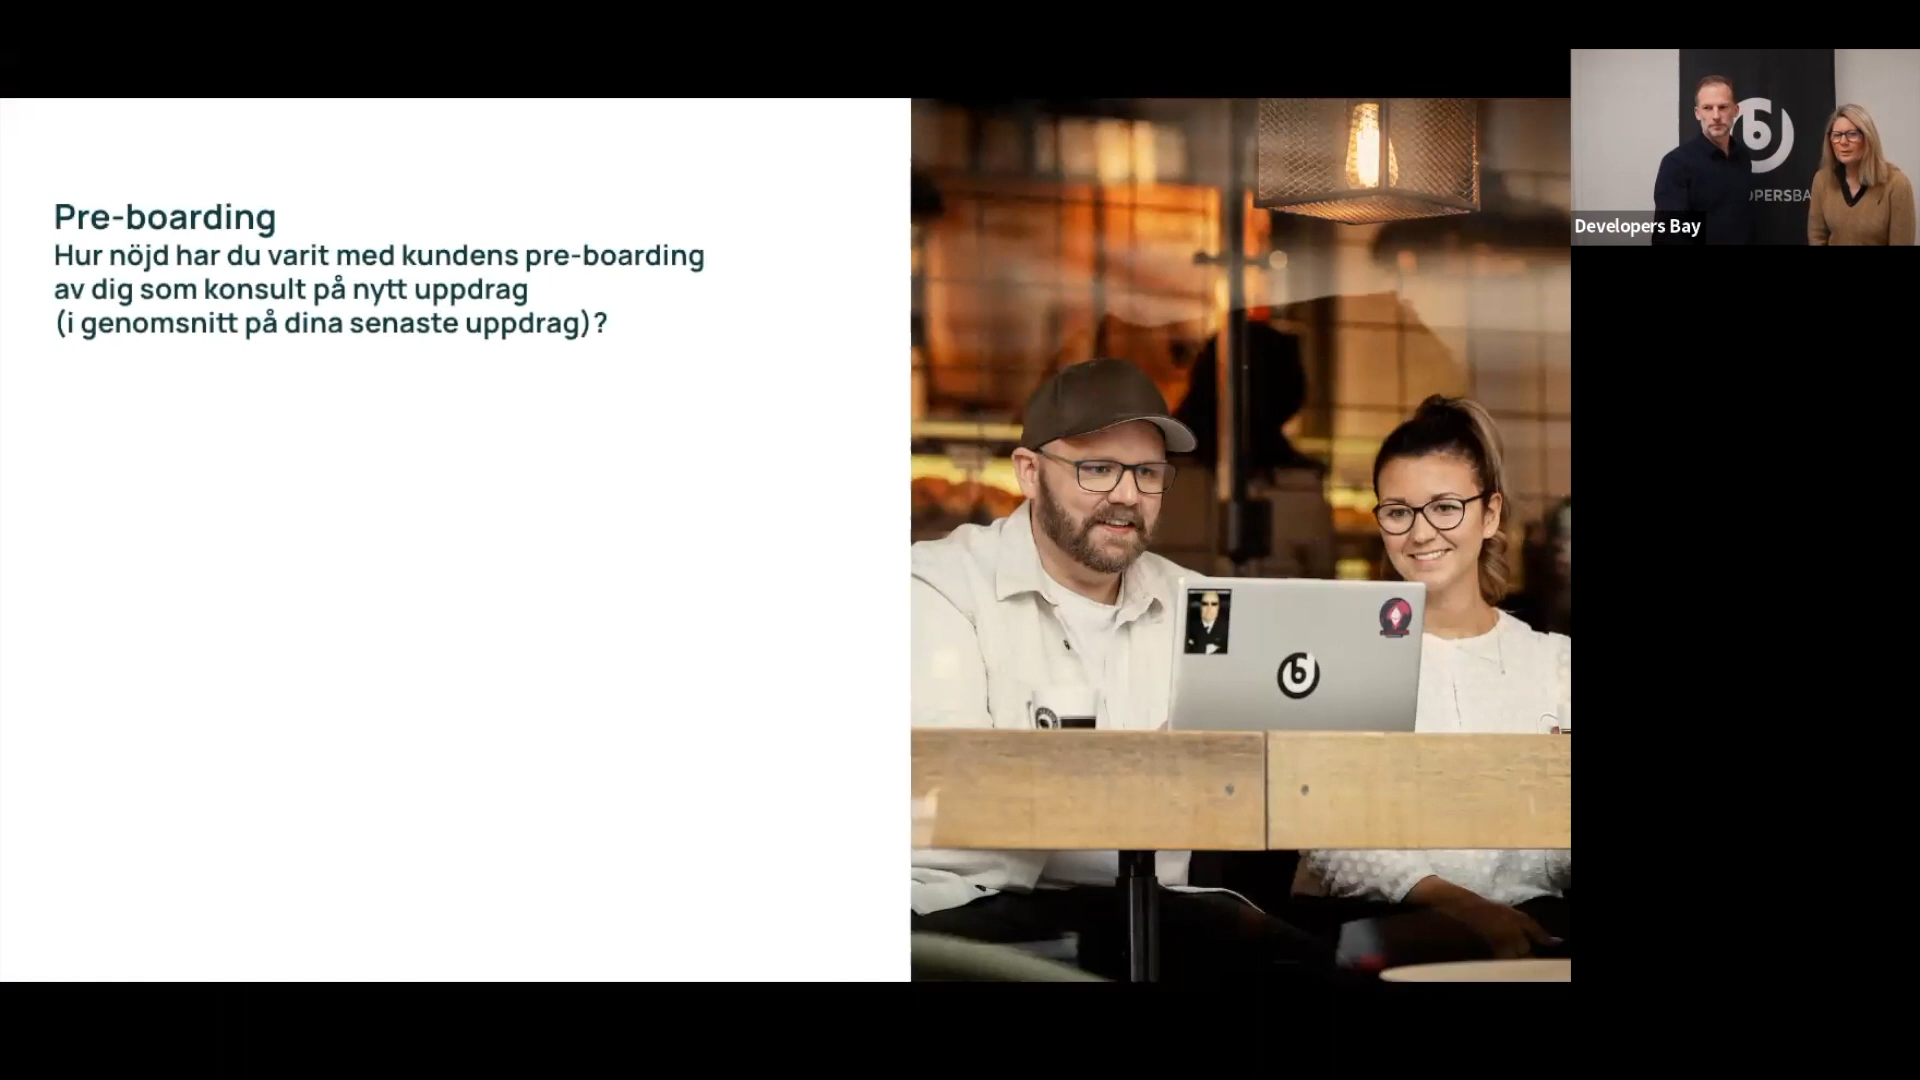 Pre-boarding
Hur nöjd har du varit med kundens pre-boarding
av dig som konsult på nytt uppdrag
(i genomsnitt på dina senaste uppdrag)?
OPERSBA
Developers Bay